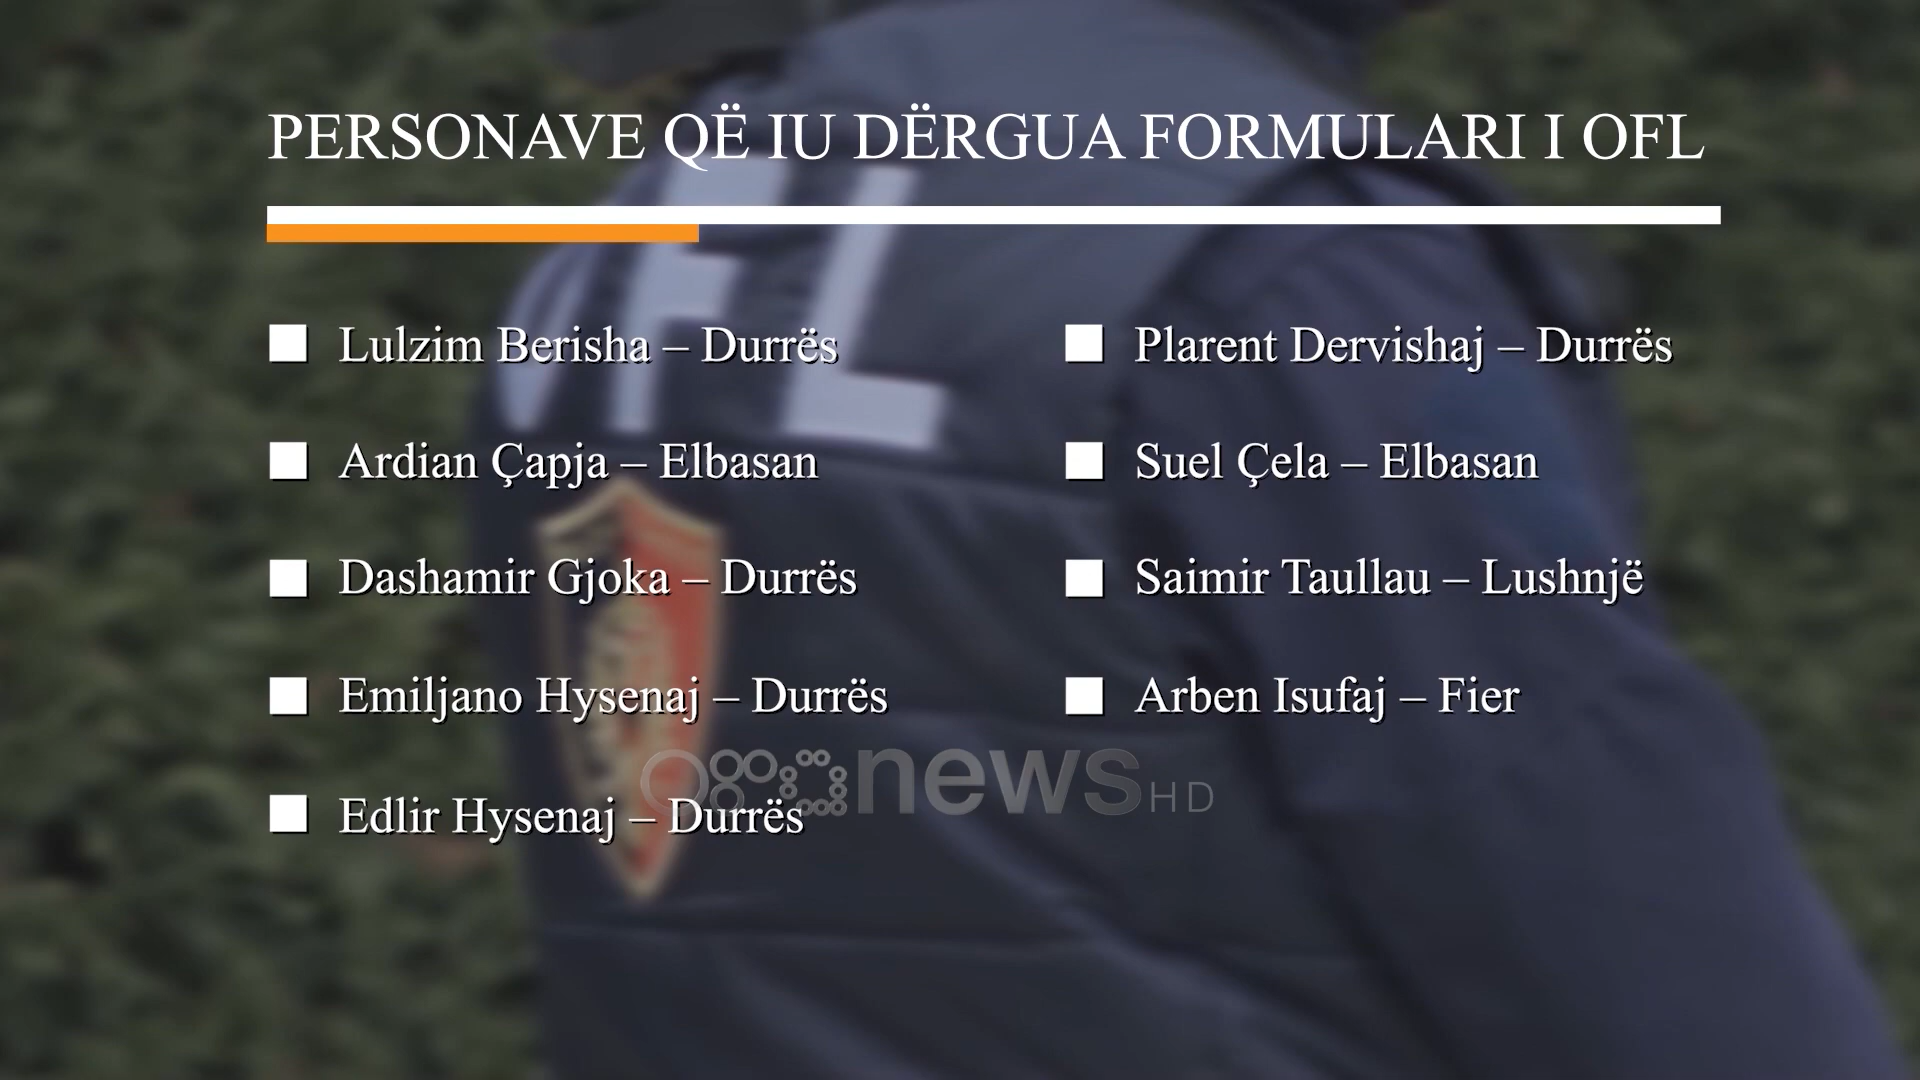 PERSONAVE QË IU DËRGUA FORMULARI I OFL
Lulzim Berisha – Durrës
Ardian Çapja – Elbasan
Dashamir Gjoka – Durrës
Emiljano Hysenaj – Durrës
Edlir Hysenaj – Durrës
Plarent Dervishaj – Durrës
Suel Çela – Elbasan
Saimir Taullau – Lushnjë
Arben Isufaj – Fier
OFL
news HD